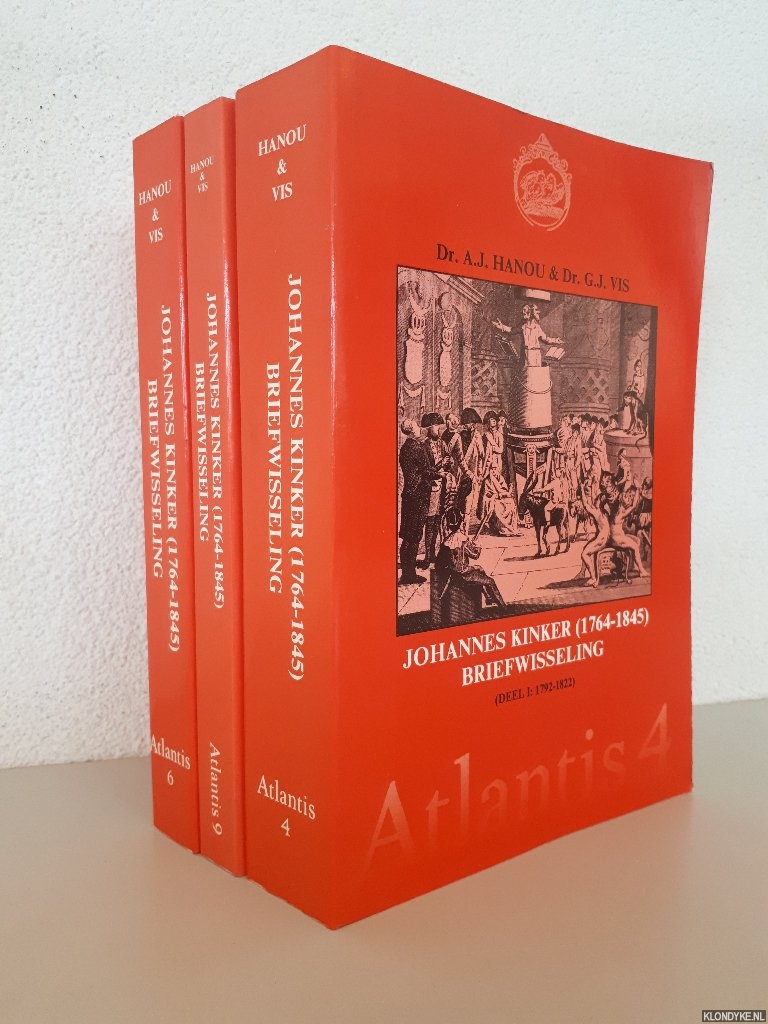 HANOU
&
VIS
JOHANNES KINKER (1764-1845)
BRIEFWISSELING
Atlantis
6
HANOU
&
VIS
JOHANNES KINKER (1764-1845)
BRIEFWISSELING
Atlantis 9
HANOU
&
VIS
JOHANNES KINKER (1764-1845)
BRIEFWISSELING
Atlantis
4
Dr. A.J. HANOU & Dr. G.J. VIS
JOHANNES KINKER (1764-1845)
BRIEFWISSELING
(DEEL I: 1792-1822)
Atlantis 4
KLONDYKE.NL